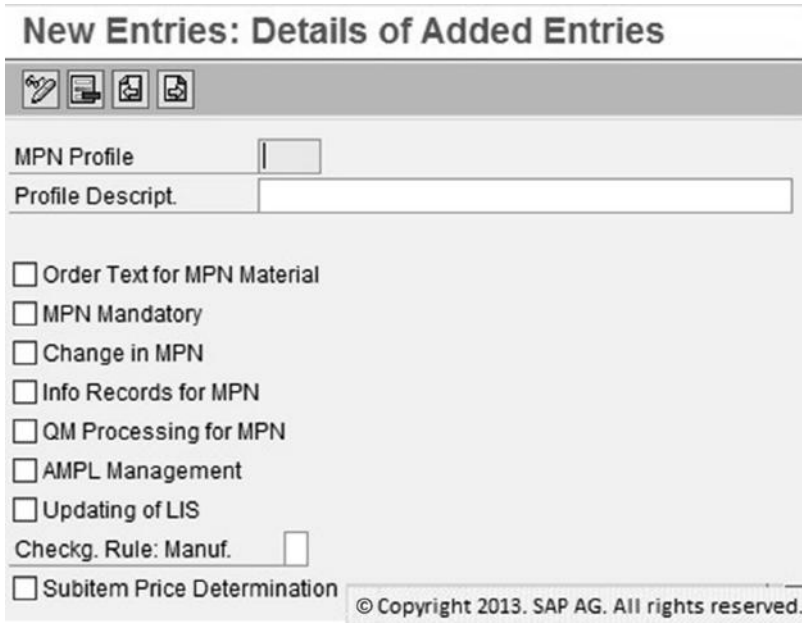 New Entries: Details of Added Entries
MPN Profile
Profile Descript.
Order Text for MPN Material
MPN Mandatory
Change in MPN
Info Records for MPN
QM Processing for MPN
AMPL Management
Updating of LIS
Checkg. Rule: Manuf.
Subitem Price Determination
© Copyright 2013. SAP AG. All rights reserved.